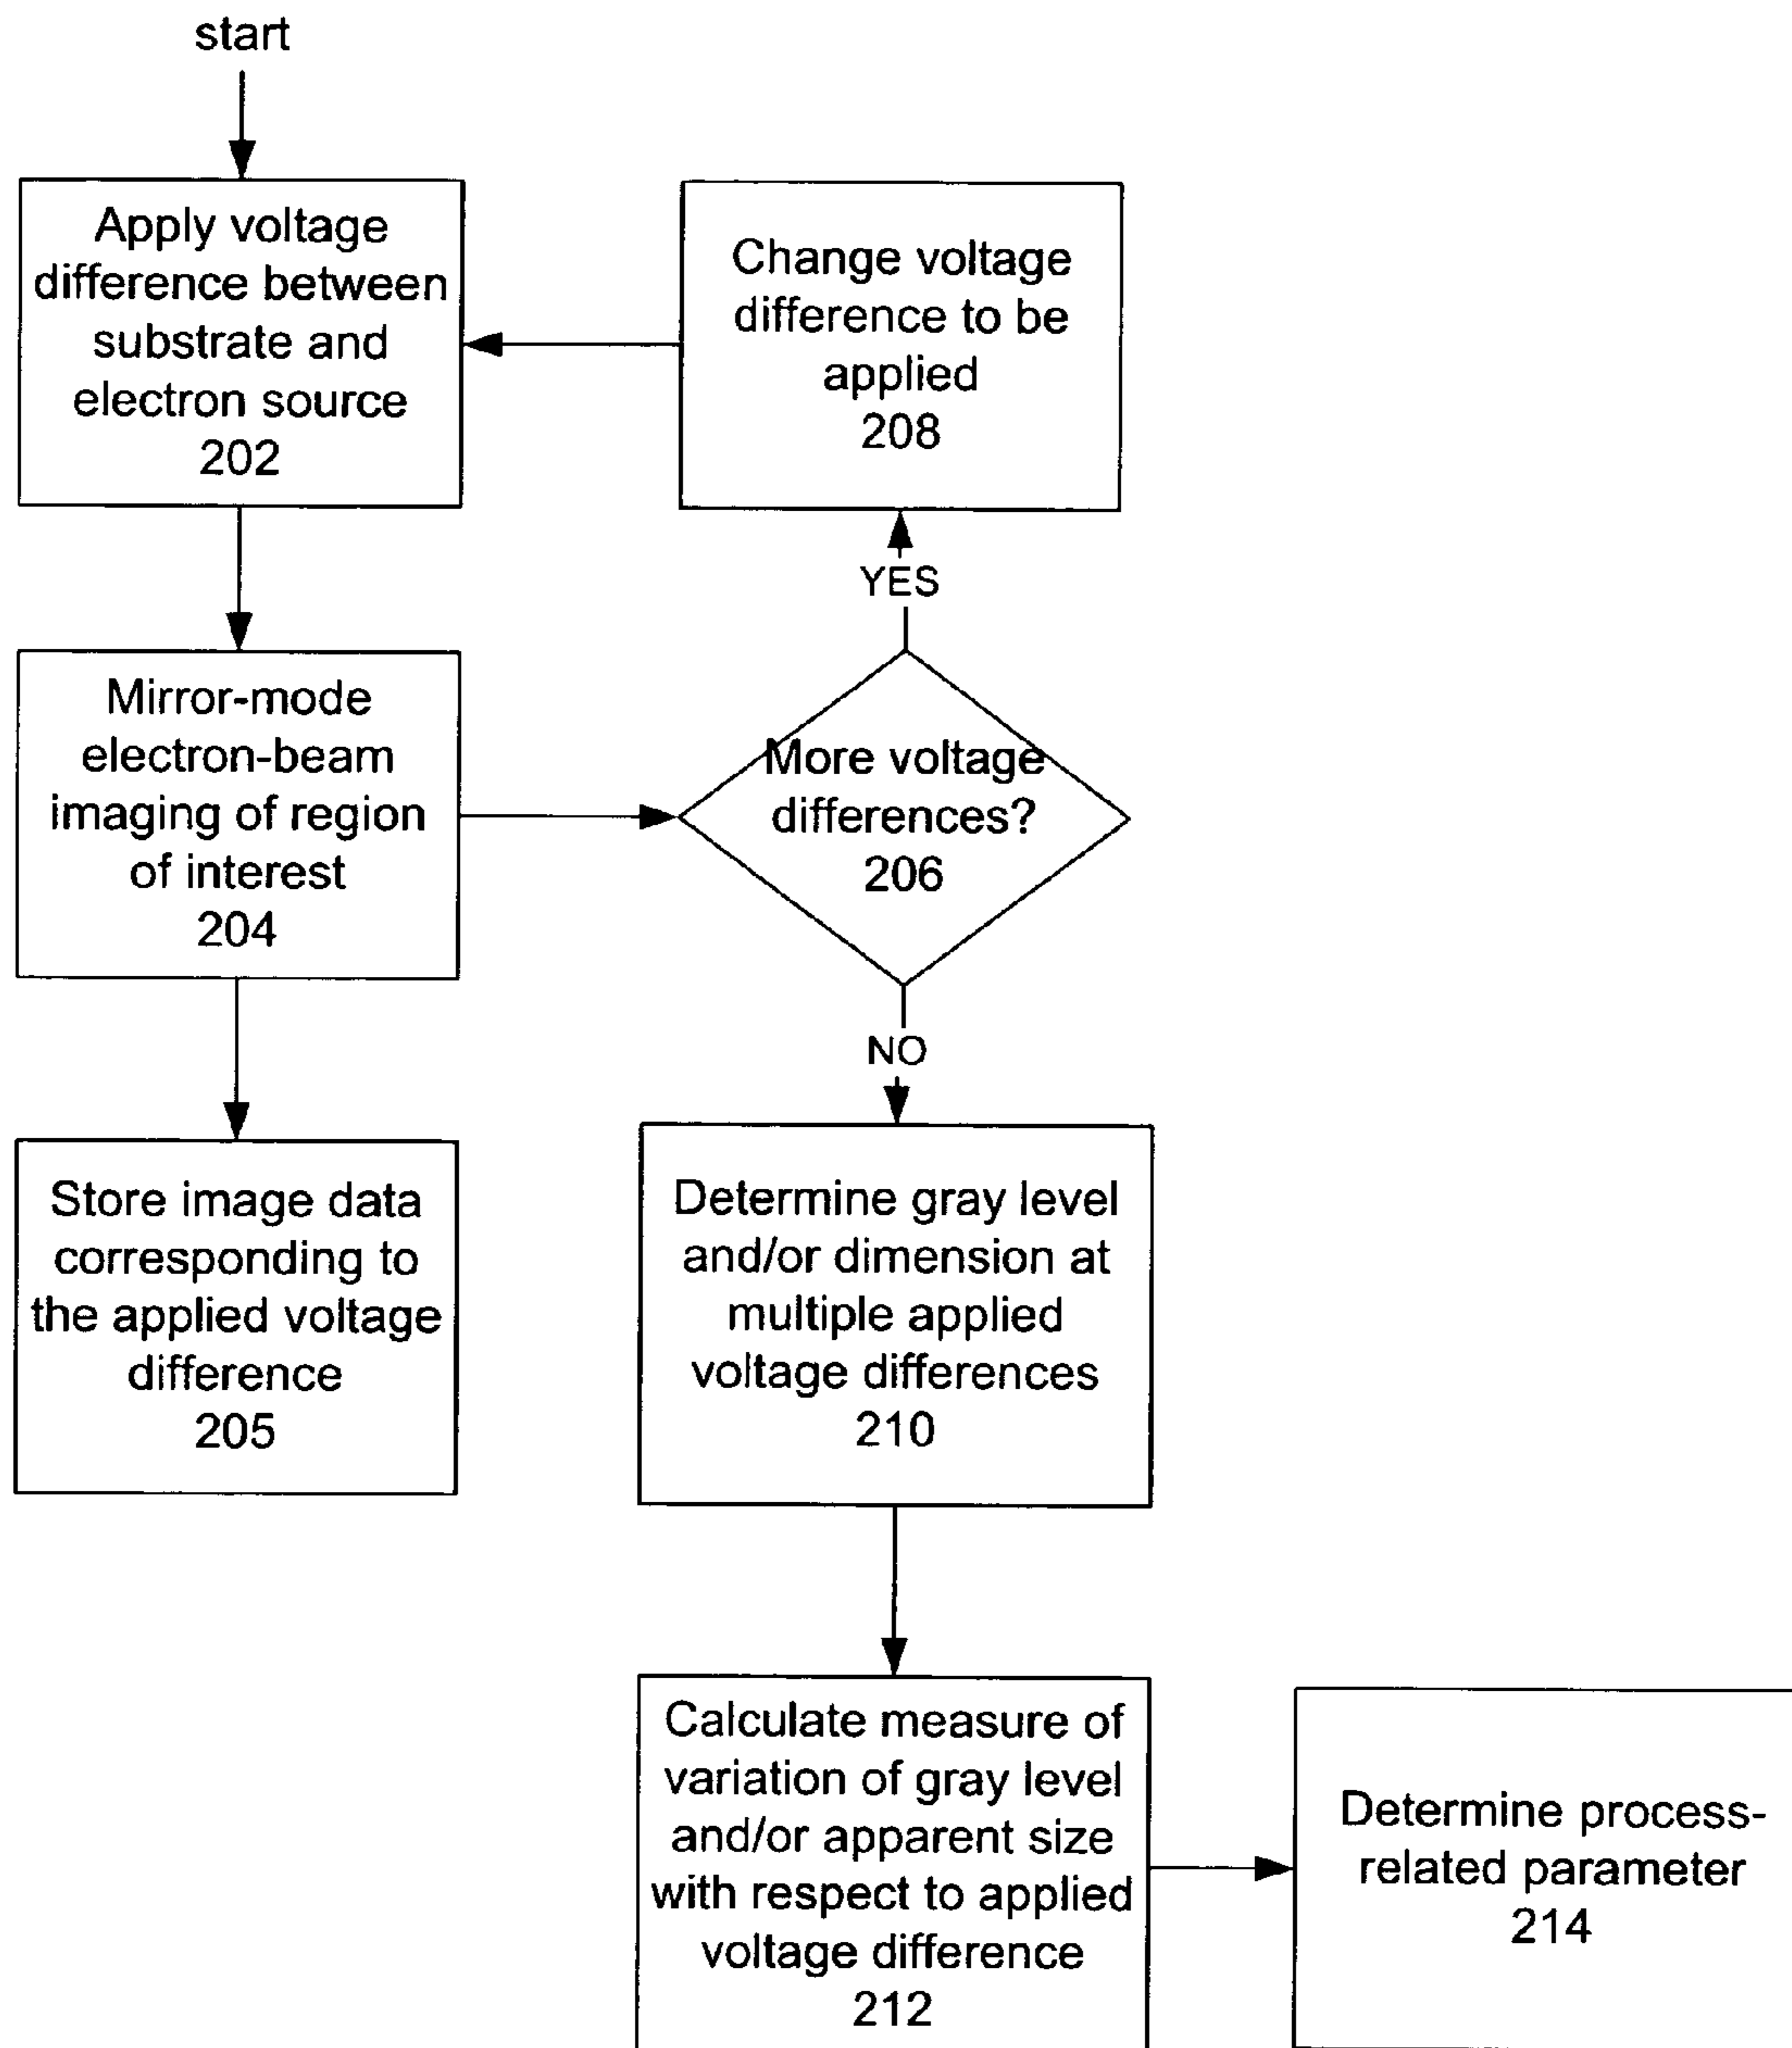 start
Apply voltage
difference between
substrate and
electron source
202
Change voltage
difference to be
applied
208
YES
Mirror-mode
electron-beam
imaging of region
of interest
204
More voltage
differences?
206
NO
Store image data
corresponding to
the applied voltage
difference
205
Determine gray level
and/or dimension at
multiple applied
voltage differences
210
Calculate measure of
variation of gray level
and/or apparent size
with respect to applied
voltage difference
212
Determine process-
related parameter
214